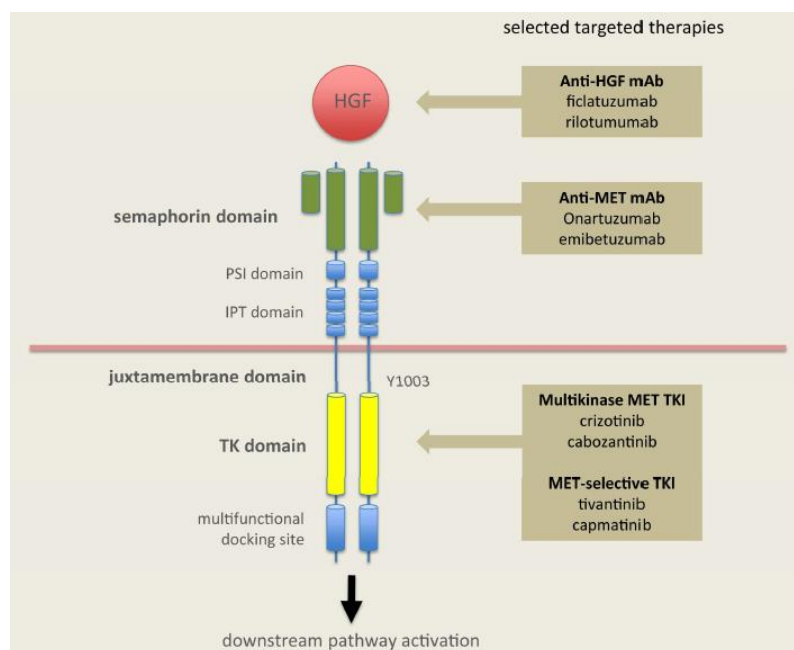 selected targeted therapies
HGF
Anti-HGF mAb
ficlatuzumab
rilotumumab
semaphorin domain
Anti-MET mAb
Onartuzumab
emibetuzumab
PSI domain
IPT domain
juxtamembrane domain
Y1003
TK domain
Multikinase MET TKI
crizotinib
cabozantinib
MET-selective TKI
tivantinib
capmatinib
multifunctional
docking site
downstream pathway activation